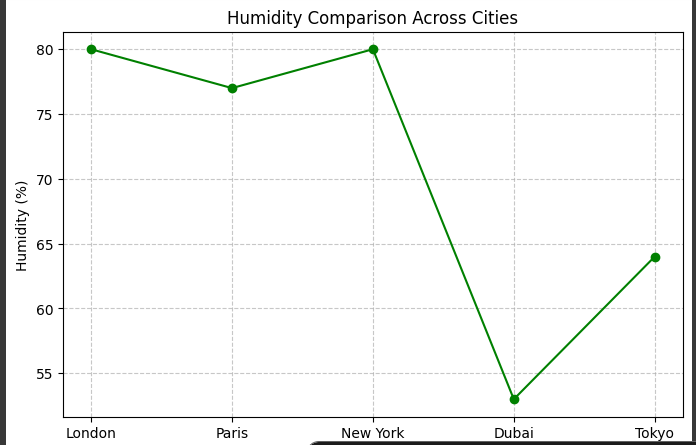 Humidity Comparison Across Cities
Humidity (%)
80
75
70
65
60
55
London Paris New York Dubai Tokyo